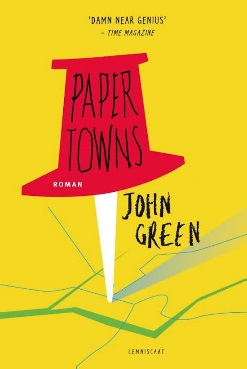 'DAMN NEAR GENIUS'
– TIME MAGAZINE
PAPER
TOWNS
ROMAN
JOHN
GREEN
LEMNISCAAT